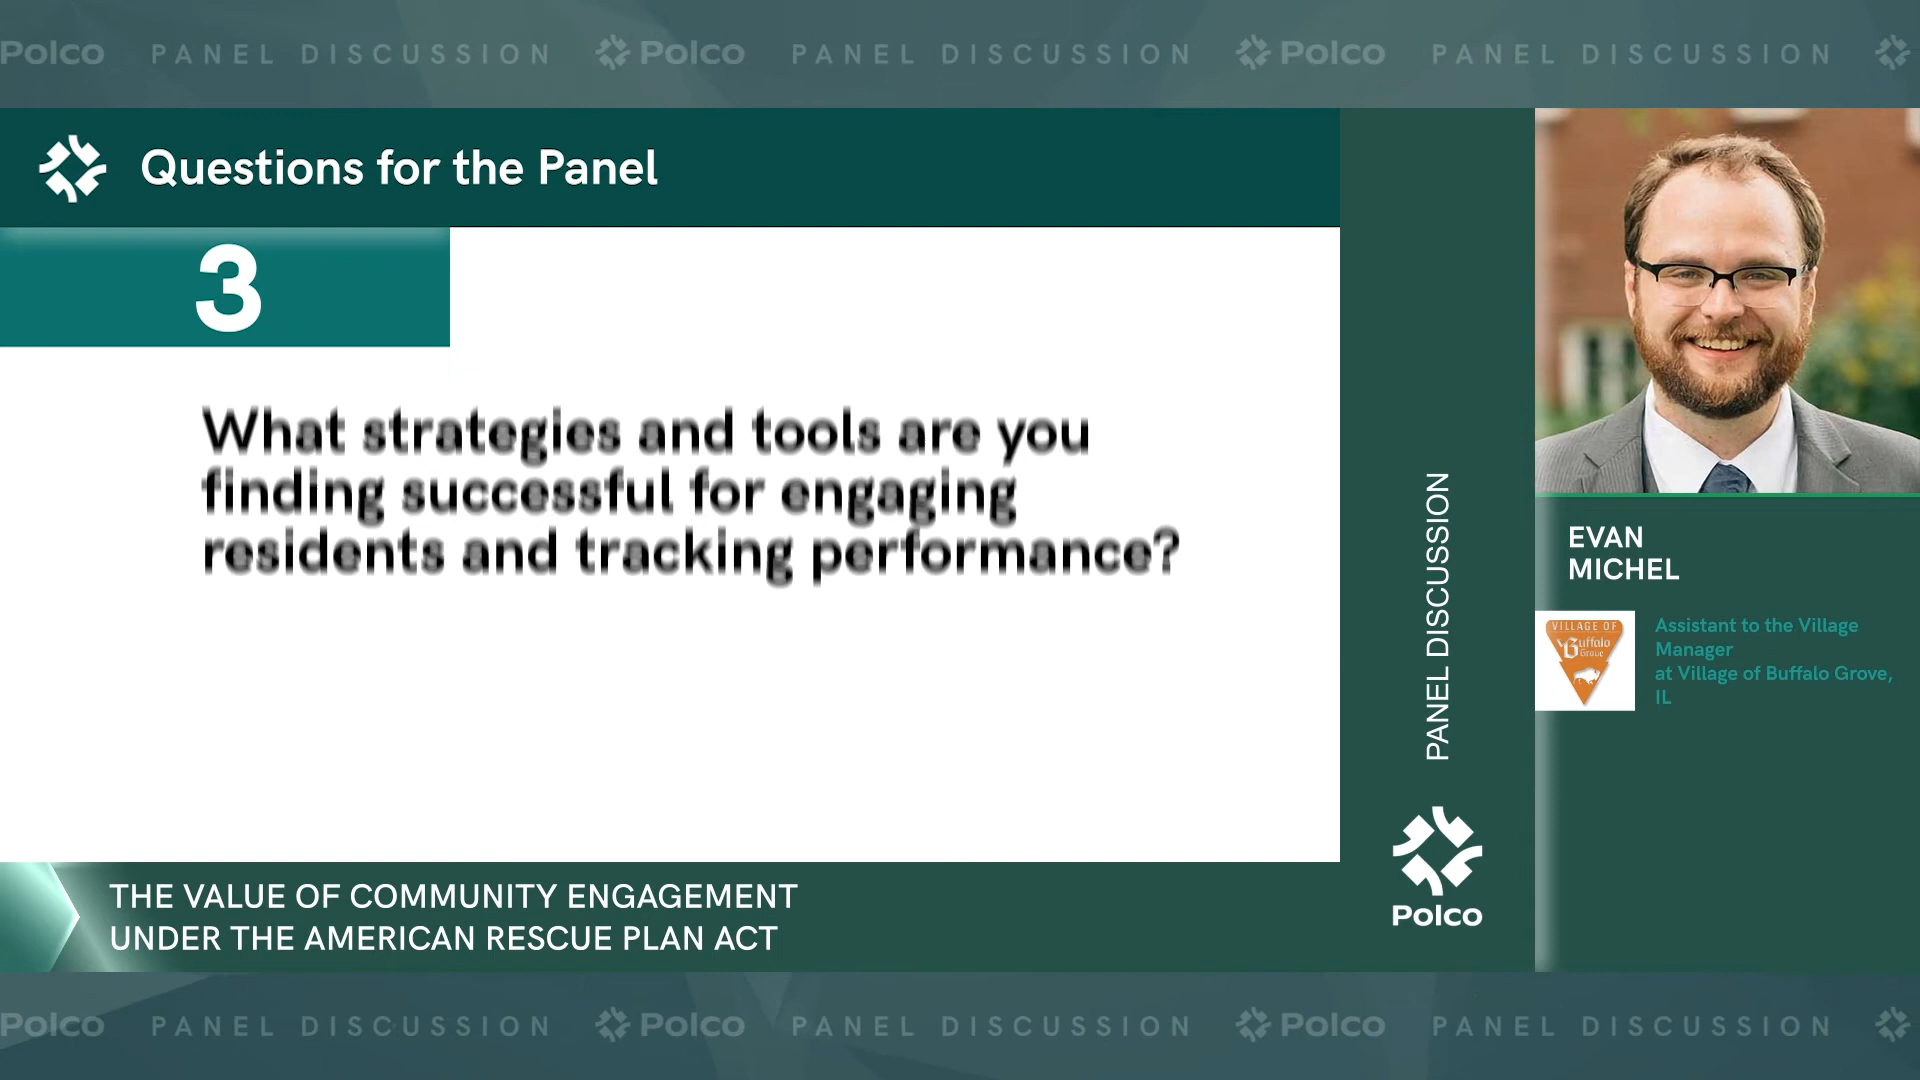 Polco PANEL DISCUSSION Polco PANEL DISCUSSION Polco PANEL DISCUSSION
Questions for the Panel
3
What strategies and tools are you
finding successful for engaging
residents and tracking performance?
THE VALUE OF COMMUNITY ENGAGEMENT
UNDER THE AMERICAN RESCUE PLAN ACT
PANEL DISCUSSION
Polco
EVAN
MICHEL
VILLAGE OF
Buffalo
Grove
Assistant to the Village
Manager
at Village of Buffalo Grove,
IL
Polco PANEL DISCUSSION Polco PANEL DISCUSSION Polco PANEL DISCUSSION